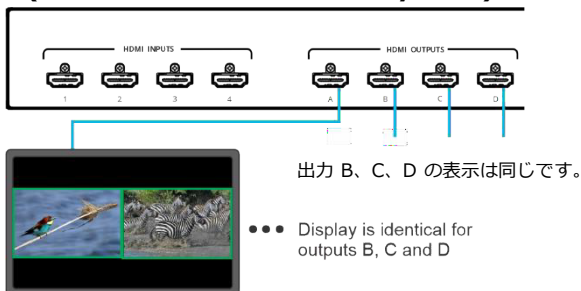 HDMI INPUTS
HDMI OUTPUTS
1 2 3 4 A B C D
出力 B、C、D の表示は同じです。
Display is identical for
outputs B, C and D